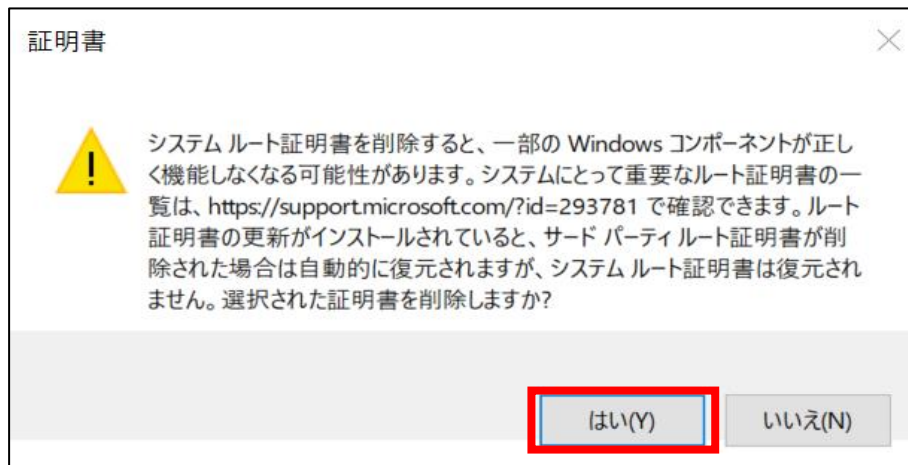 証明書
システム ルート証明書を削除すると、一部の Windows コンポーネントが正し
く機能しなくなる可能性があります。システムにとって重要なルート証明書の一
覧は、https://support.microsoft.com/?id=293781 で確認できます。ルート
証明書の更新がインストールされていると、サード パーティ ルート証明書が削
除された場合は自動的に復元されますが、システム ルート証明書は復元され
ません。選択された証明書を削除しますか?
はい(Y)
いいえ(N)